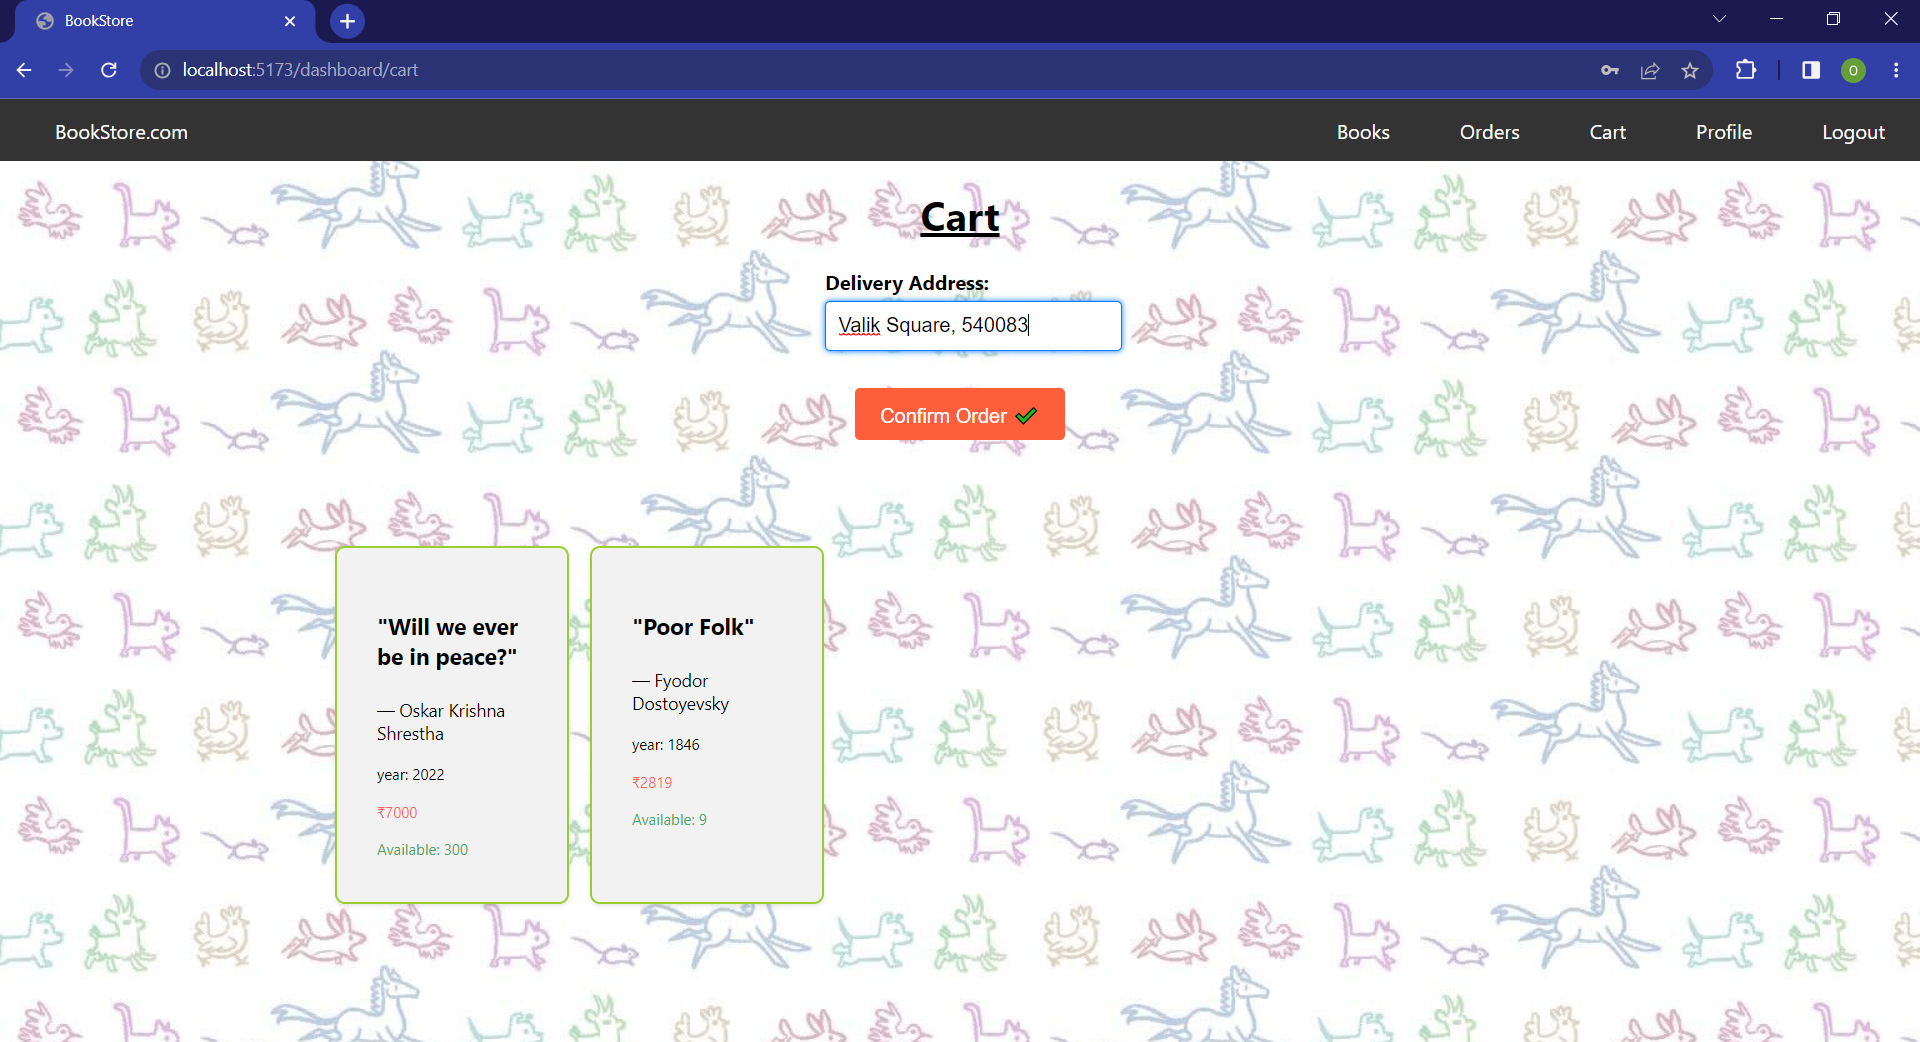 BookStore
localhost:5173/dashboard/cart
O
BookStore.com
Books
Orders
Cart
Profile
Logout
Cart
Delivery Address:
Valik Square, 540083
Confirm Order
"Will we ever
be in peace?"
— Oskar Krishna
Shrestha
year: 2022
₹7000
Available: 300
"Poor Folk"
— Fyodor
Dostoyevsky
year: 1846
₹2819
Available: 9